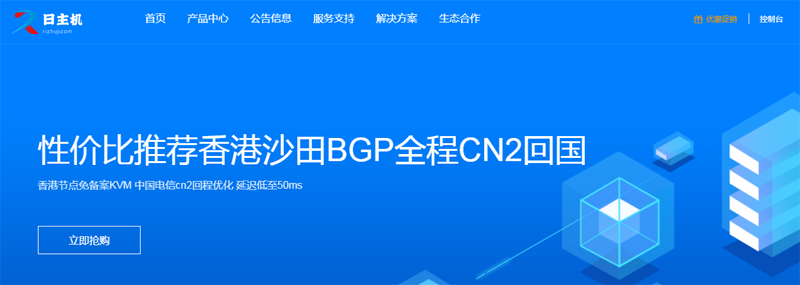 日主机
rizhuji.com
首页 产品中心 公告信息 服务支持 解决方案 生态合作
优惠促销 控制台
性价比推荐香港沙田BGP全程CN2回国
香港节点免备案KVM 中国电信cn2回程优化 延迟低至50ms
立即抢购